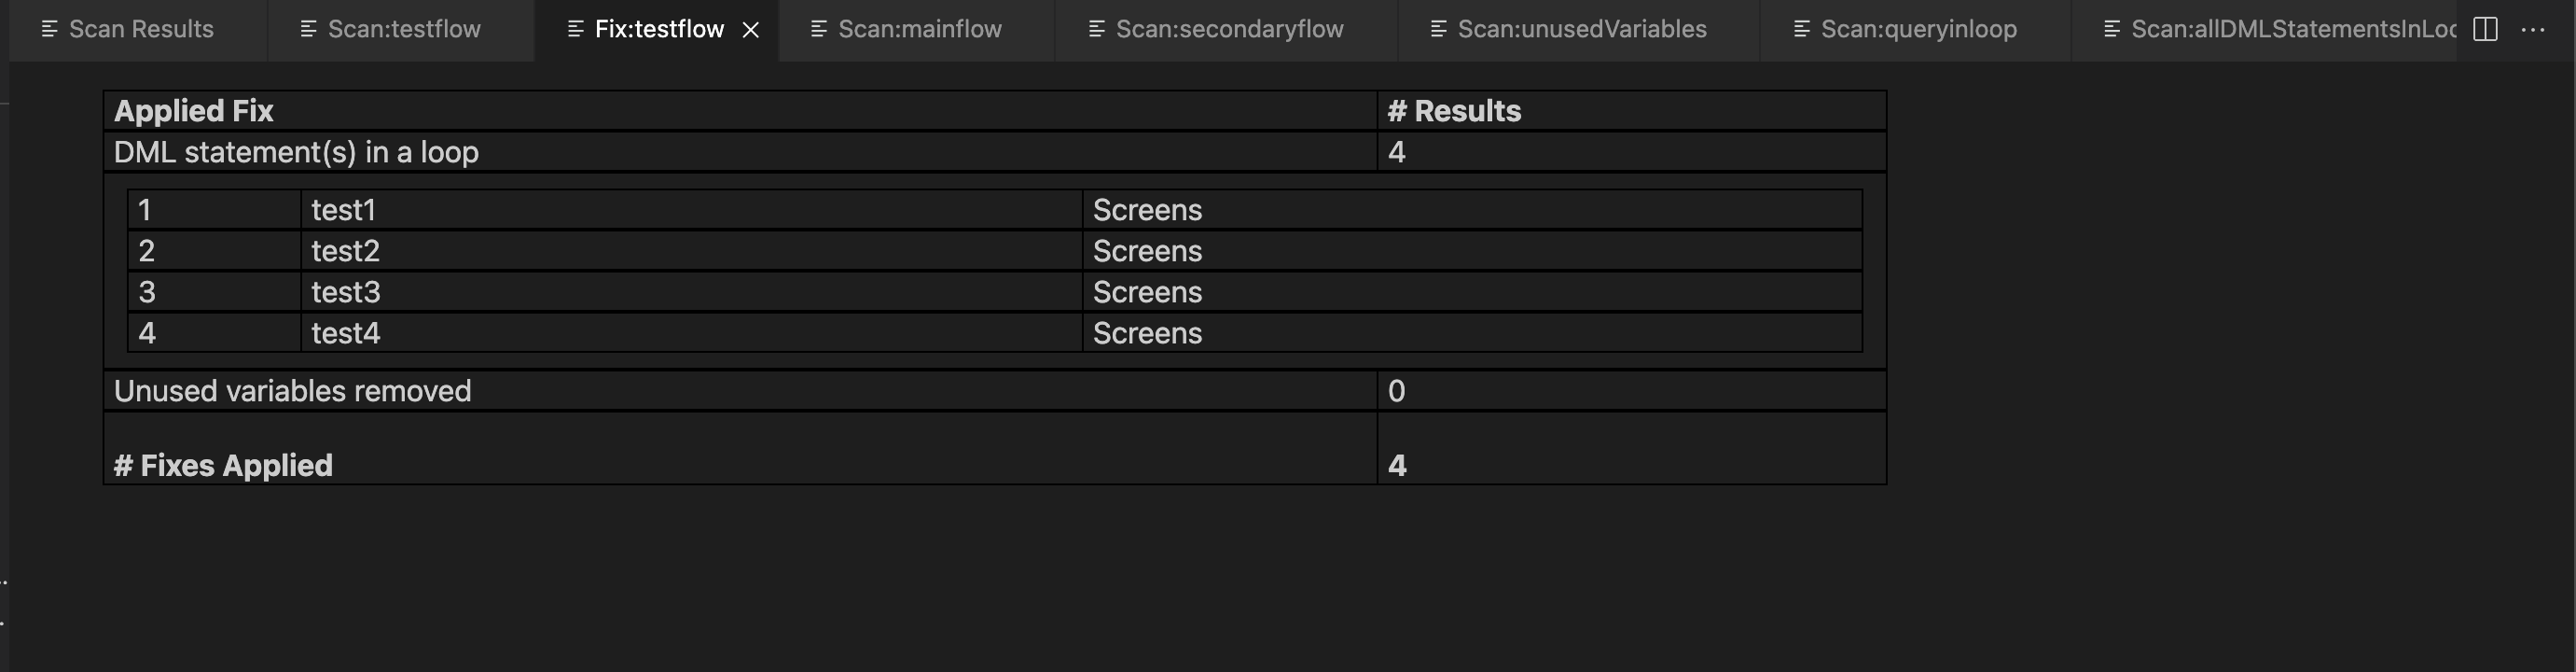 Scan Results Scan:testflow Fix:testflow Scan:mainflow Scan:secondaryflow Scan:unusedVariables Scan:queryinloop Scan:allDMLStatementsInLoo
Applied Fix # Results
DML statement(s) in a loop 4
1 test1 Screens
2 test2 Screens
3 test3 Screens
4 test4 Screens
Unused variables removed 0
# Fixes Applied 4